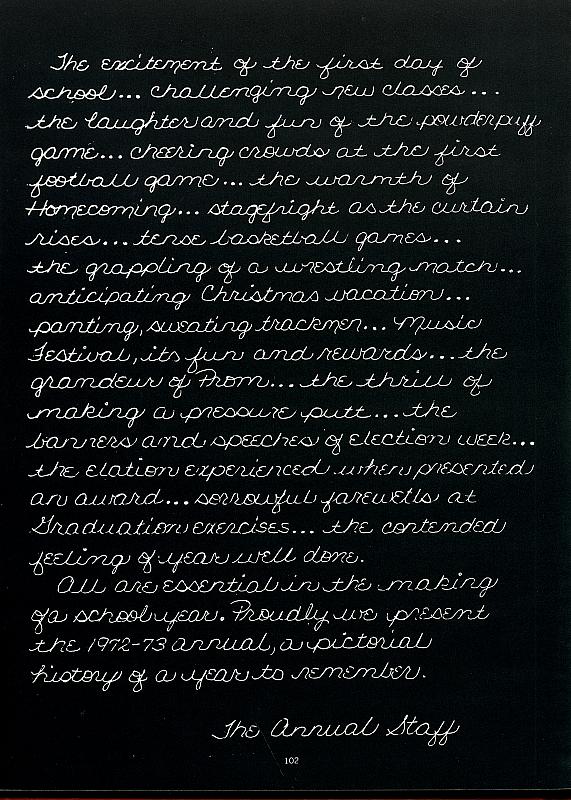 The excitement of the first day of
school... challenging new classes...
the laughter and fun of the powderpuff
game... cheering crowds at the first
football game... the warmth of
Homecoming... stagefright as the curtain
rises... tense basketball games...
the grappling of a wrestling match...
anticipating Christmas vacation...
panting, sweating trackmen... Music
Festival, its fun and rewards... the
grandeur of Prom... the thrill of
making a pressure putt... the
banners and speeches of election week...
the elation experienced when presented
an award... sorrowful farewells at
Graduation exercises... the contended
feeling of year well done.
All are essential in the making
of a school year. Proudly we present
the 1972-73 annual, a pictorial
history of a year to remember.
The Annual Staff
102